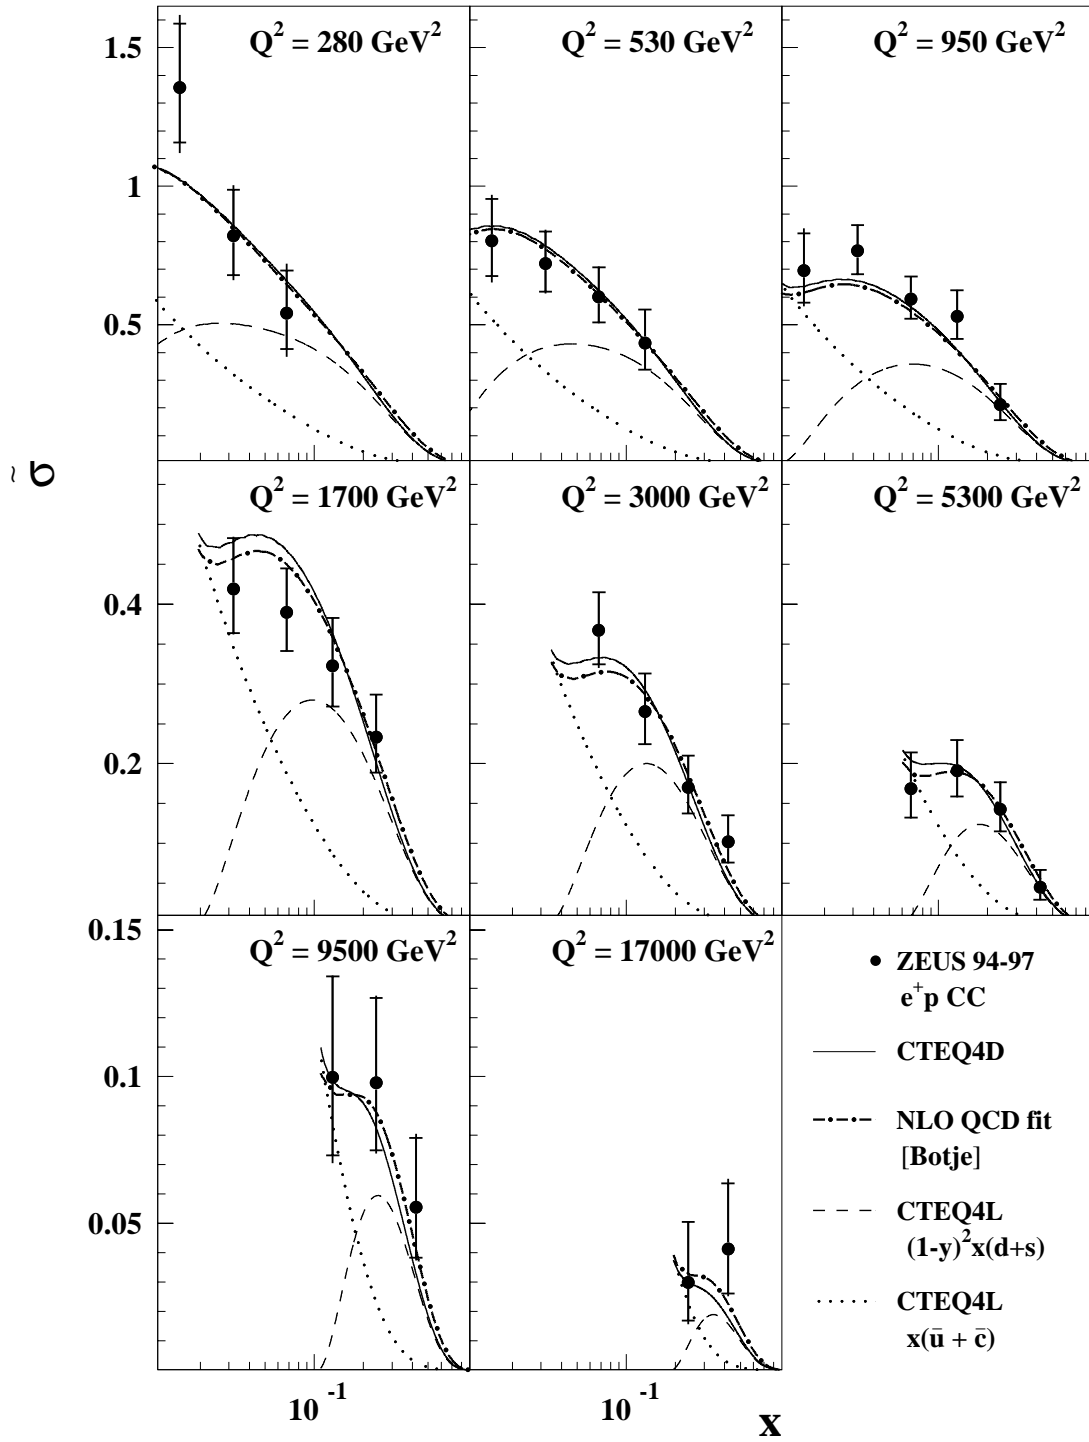 Q² = 280 GeV²
Q² = 530 GeV²
Q² = 950 GeV²
1.5
1
0.5
σ̃
Q² = 1700 GeV²
Q² = 3000 GeV²
Q² = 5300 GeV²
0.4
0.2
Q² = 9500 GeV²
Q² = 17000 GeV²
0.15
0.1
0.05
ZEUS 94-97
e⁺p CC
CTEQ4D
NLO QCD fit
[Botje]
CTEQ4L
(1-y)²x(d+s)
CTEQ4L
x(ū + c̄)
10⁻¹
10⁻¹
x